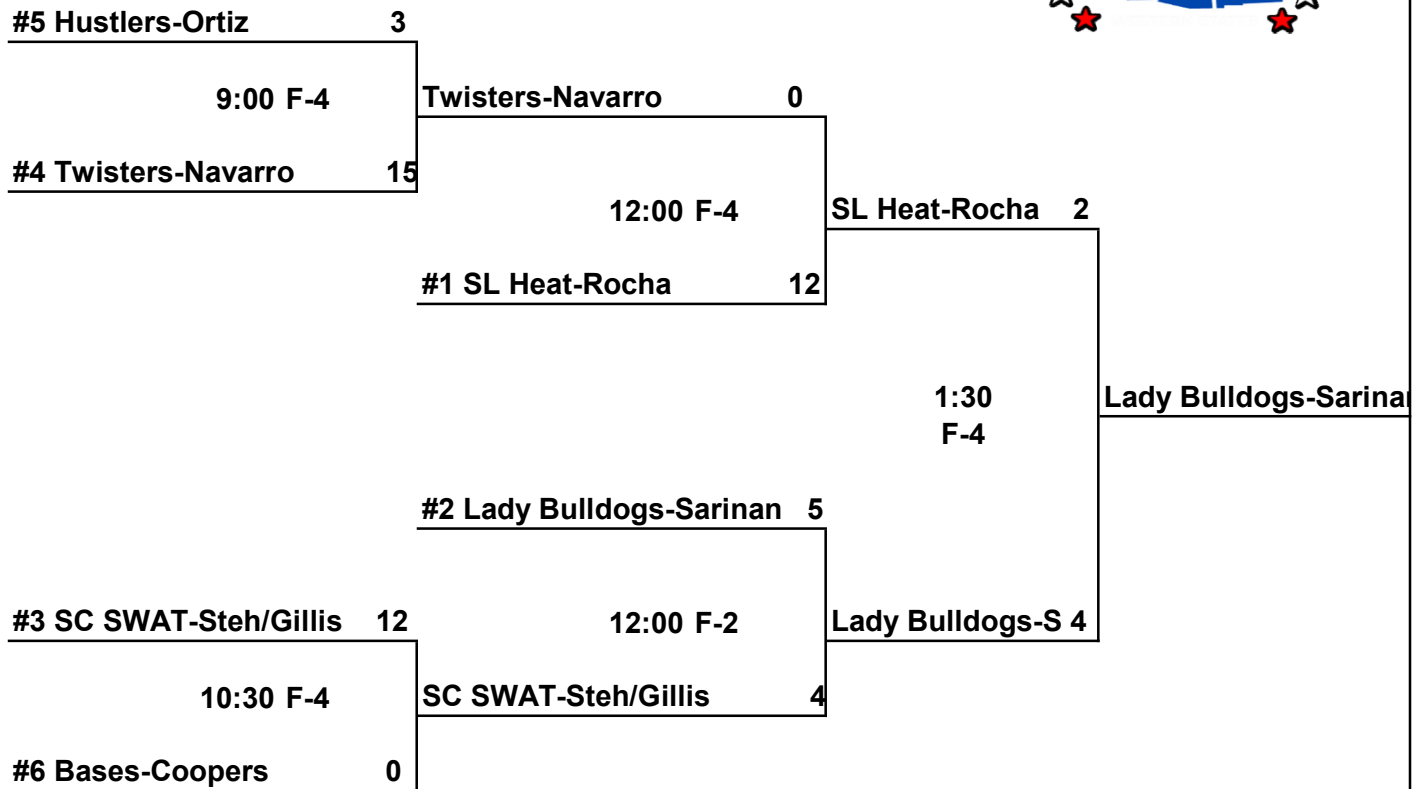 #5 Hustlers-Ortiz 3
9:00 F-4
Twisters-Navarro 0
#4 Twisters-Navarro 15
12:00 F-4
SL Heat-Rocha 2
#1 SL Heat-Rocha 12
1:30
F-4
Lady Bulldogs-Sarinan
#2 Lady Bulldogs-Sarinan 5
#3 SC SWAT-Steh/Gillis 12
12:00 F-2
Lady Bulldogs-S 4
10:30 F-4
SC SWAT-Steh/Gillis 4
#6 Bases-Coopers 0